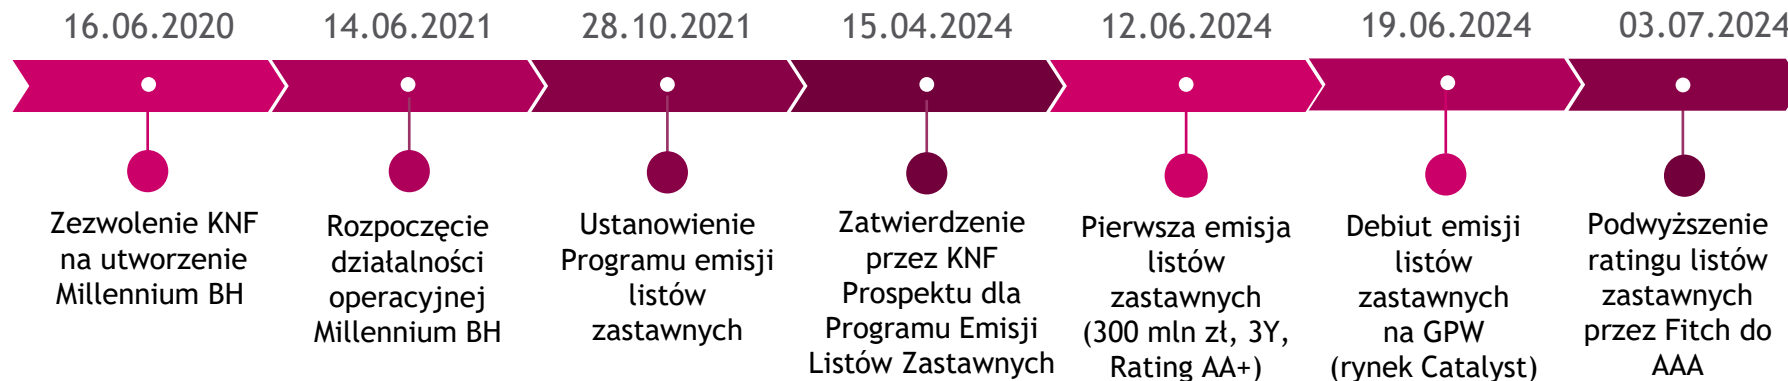 16.06.2020
14.06.2021
28.10.2021
15.04.2024
12.06.2024
19.06.2024
03.07.2024
Zezwolenie KNF
na utworzenie
Millennium BH
Rozpoczęcie
działalności
operacyjnej
Millennium BH
Ustanowienie
Programu emisji
listów
zastawnych
Zatwierdzenie
przez KNF
Prospektu dla
Programu Emisji
Listów Zastawnych
Pierwsza emisja
listów
zastawnych
(300 mln zł, 3Y,
Rating AA+)
Debiut emisji
listów
zastawnych
na GPW
(rynek Catalyst)
Podwyższenie
ratingu listów
zastawnych
przez Fitch do
AAA